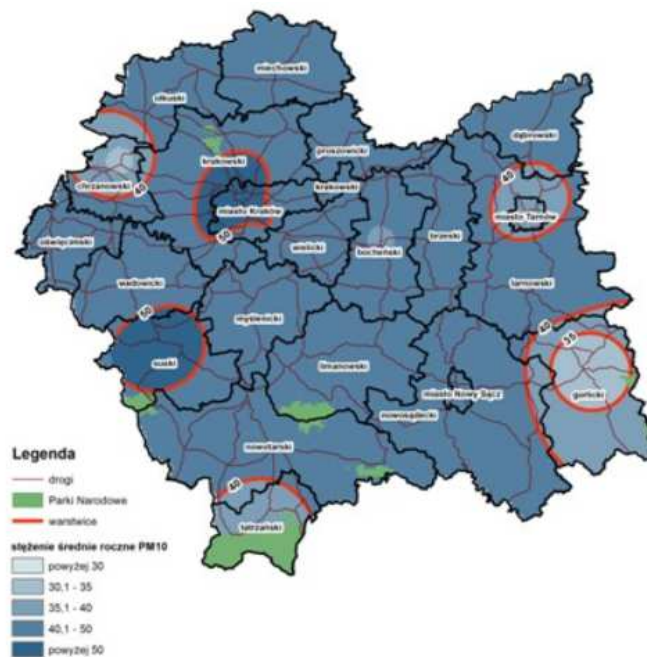 miechowski
olkuski
dąbrowski
krakowski
proszowicki
chrzanowski
40
40
krakowski
miasto Kraków
miasto Tarnów
oświęcimski
50
wielicki
bocheński
brzeski
wadowicki
tarnowski
50
myślenicki
40
35
suski
limanowski
gorlicki
miasto Nowy Sącz
nowosądecki
nowotarski
40
tatrzański
Legenda
drogi
Parki Narodowe
warstwice
stężenie średnie roczne PM10
powyżej 30
30,1 - 35
35,1 - 40
40,1 - 50
powyżej 50